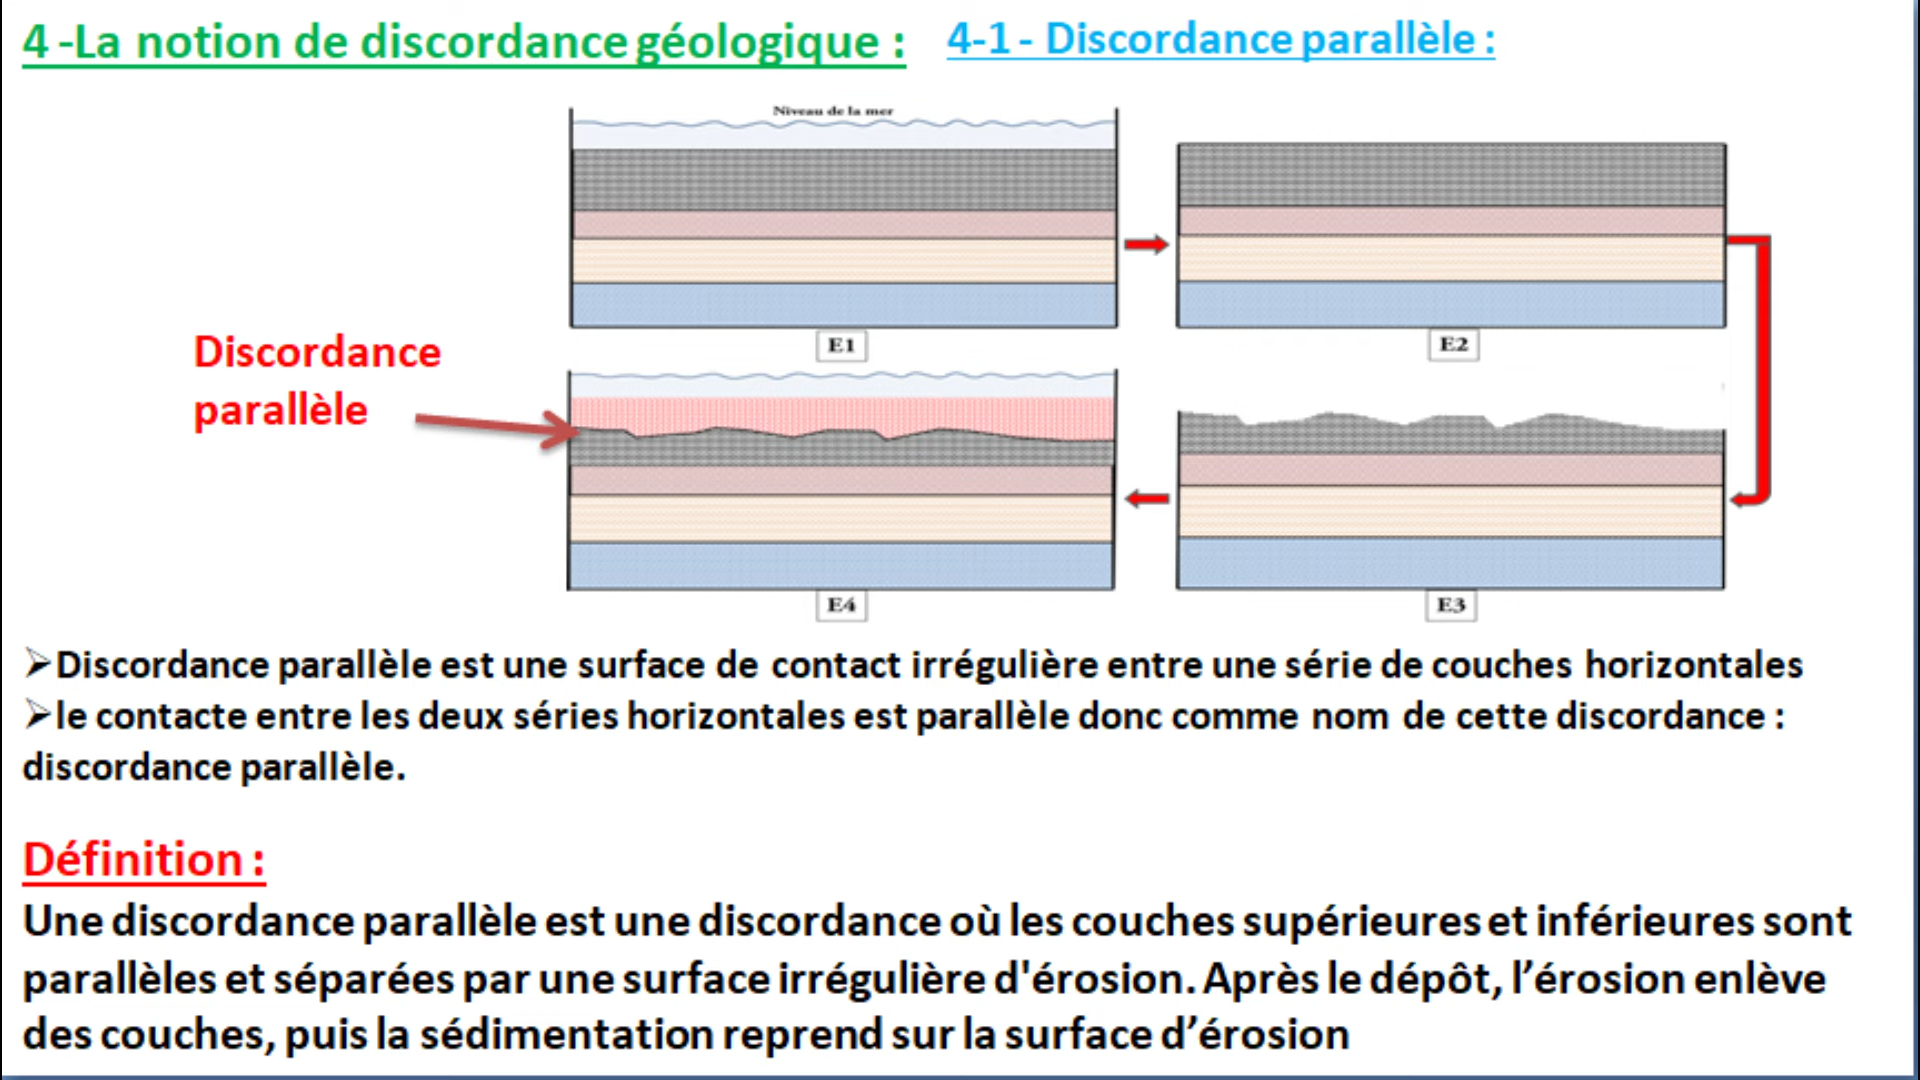 4 -La notion de discordance géologique :
4-1 - Discordance parallèle :
Niveau de la mer
E1
E2
Discordance
parallèle
E4
E3
➢Discordance parallèle est une surface de contact irrégulière entre une série de couches horizontales
➢le contacte entre les deux séries horizontales est parallèle donc comme nom de cette discordance :
discordance parallèle.
Définition :
Une discordance parallèle est une discordance où les couches supérieures et inférieures sont
parallèles et séparées par une surface irrégulière d'érosion. Après le dépôt, l’érosion enlève
des couches, puis la sédimentation reprend sur la surface d’érosion